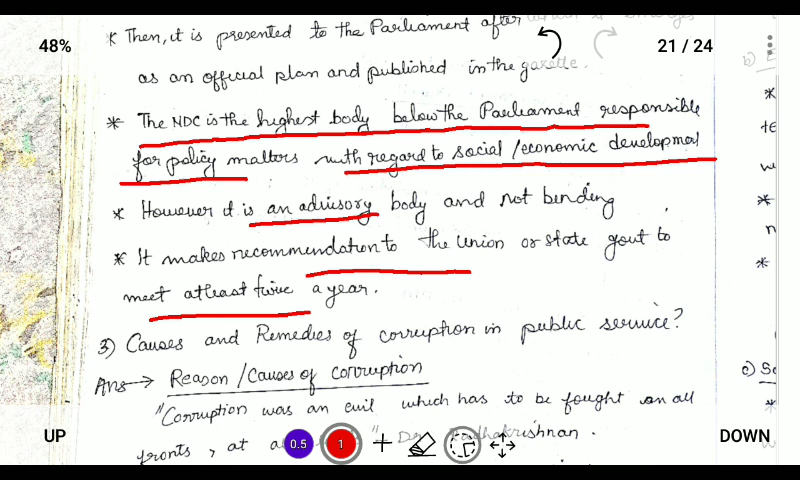 48%
21 / 24
* Then, it is presented to the Parliament after
as an official plan and published in the gazette.
* The NDC is the highest body below the Parliament responsible
for policy matters with regard to social / economic developmet
* However it is an advisory body and not binding
* It makes recommendation to the Union or state govt to
meet atleast twice a year.
3) Causes and Remedies of corruption in public service?
Ans→ Reason / Causes of corruption
"Corruption was an evil which has to be fought on all
fronts, at a
Radhakrishnan.
UP
0.5
1
DOWN
b)
*
te
w
*
n
*
c) Sc
*